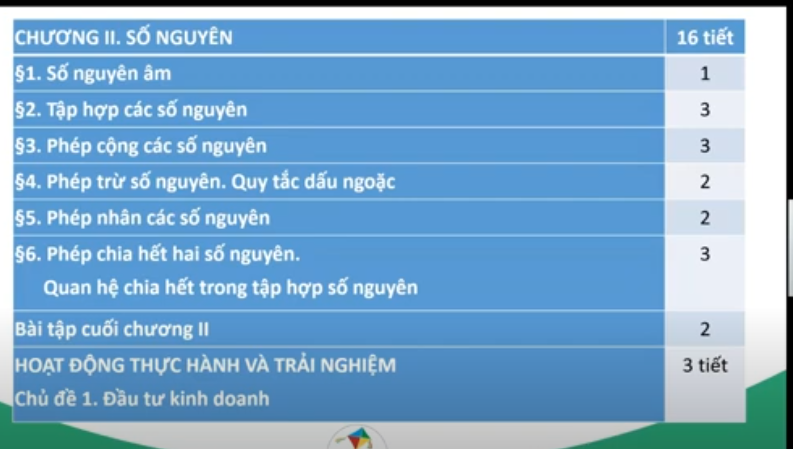 CHƯƠNG II. SỐ NGUYÊN 16 tiết
§1. Số nguyên âm 1
§2. Tập hợp các số nguyên 3
§3. Phép cộng các số nguyên 3
§4. Phép trừ số nguyên. Quy tắc dấu ngoặc 2
§5. Phép nhân các số nguyên 2
§6. Phép chia hết hai số nguyên. 3
Quan hệ chia hết trong tập hợp số nguyên
Bài tập cuối chương II 2
HOẠT ĐỘNG THỰC HÀNH VÀ TRẢI NGHIỆM 3 tiết
Chủ đề 1. Đầu tư kinh doanh